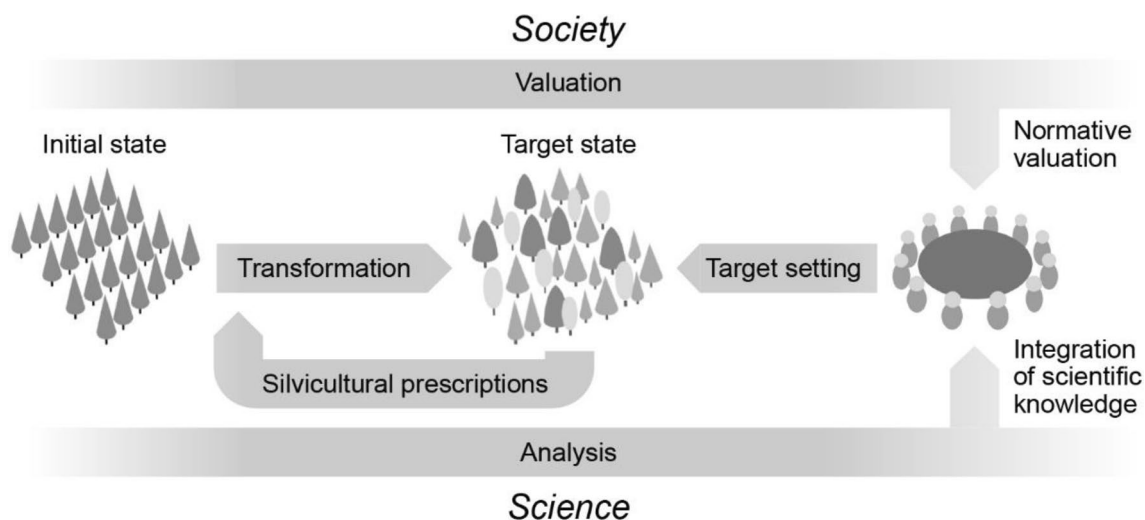 Society
Valuation
Initial state
Target state
Normative
valuation
Transformation
Target setting
Silvicultural prescriptions
Integration
of scientific
knowledge
Analysis
Science